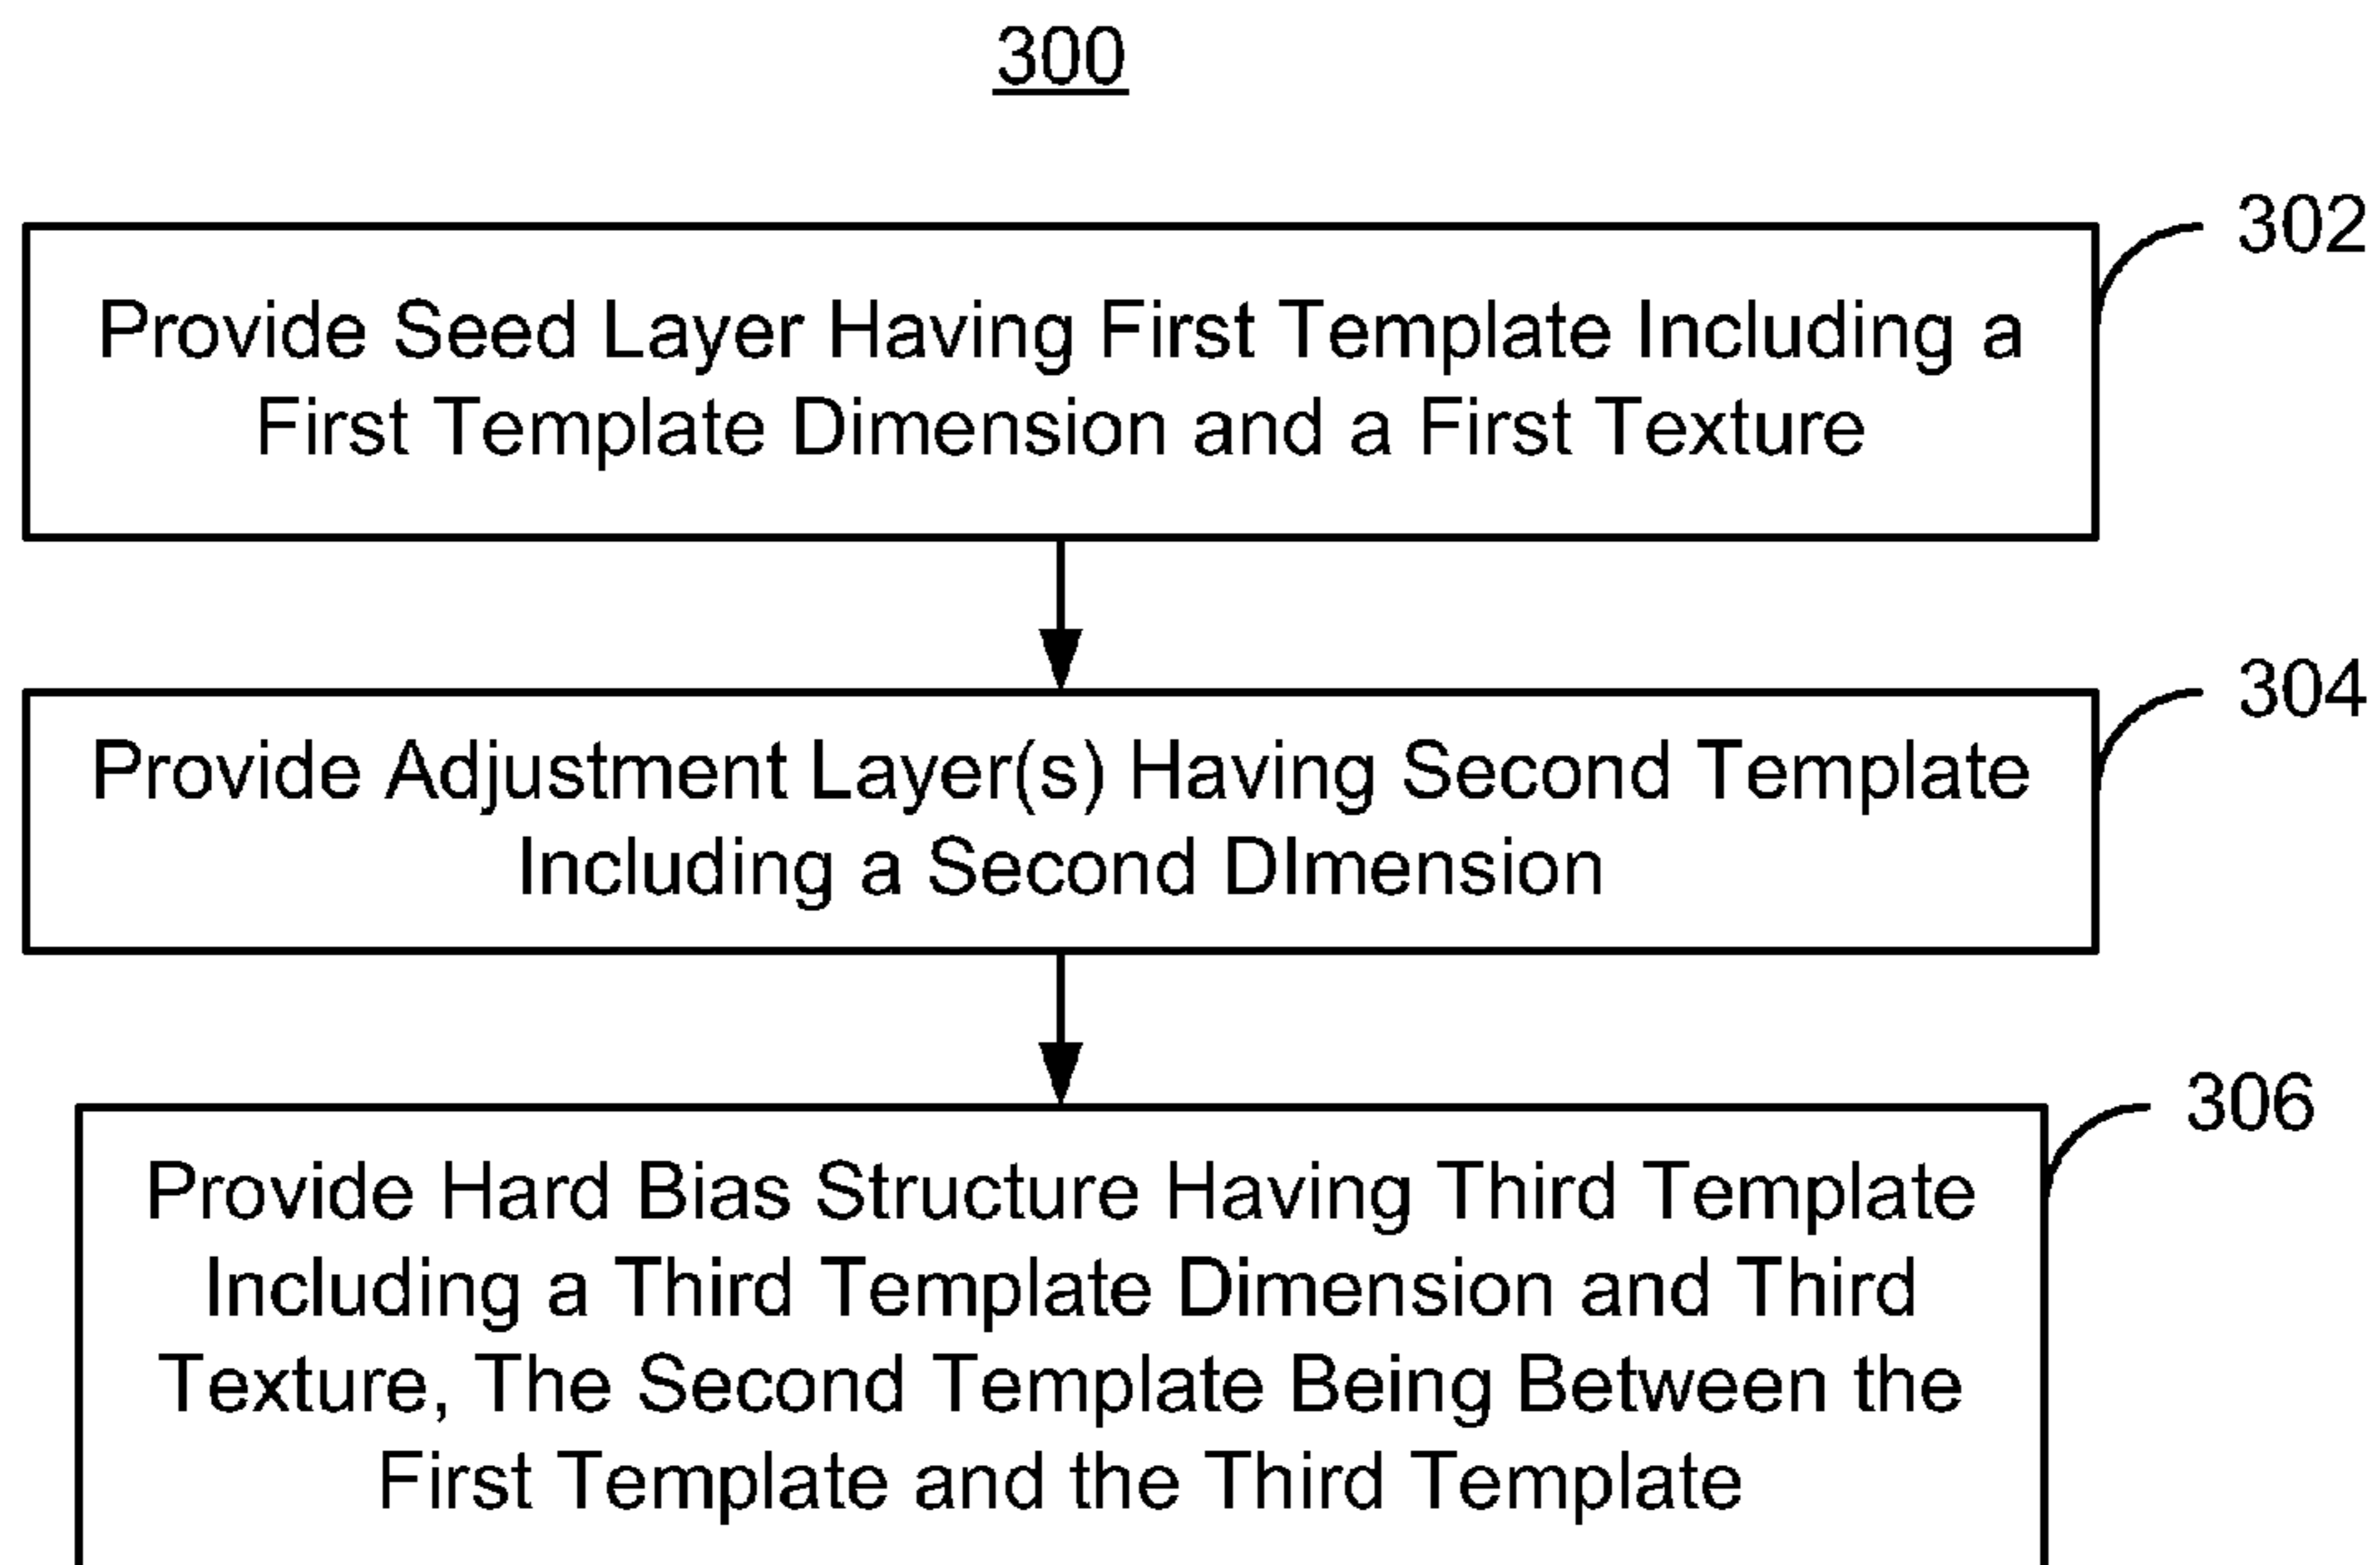 300
302
Provide Seed Layer Having First Template Including a
First Template Dimension and a First Texture
304
Provide Adjustment Layer(s) Having Second Template
Including a Second DImension
306
Provide Hard Bias Structure Having Third Template
Including a Third Template Dimension and Third
Texture, The Second Template Being Between the
First Template and the Third Template